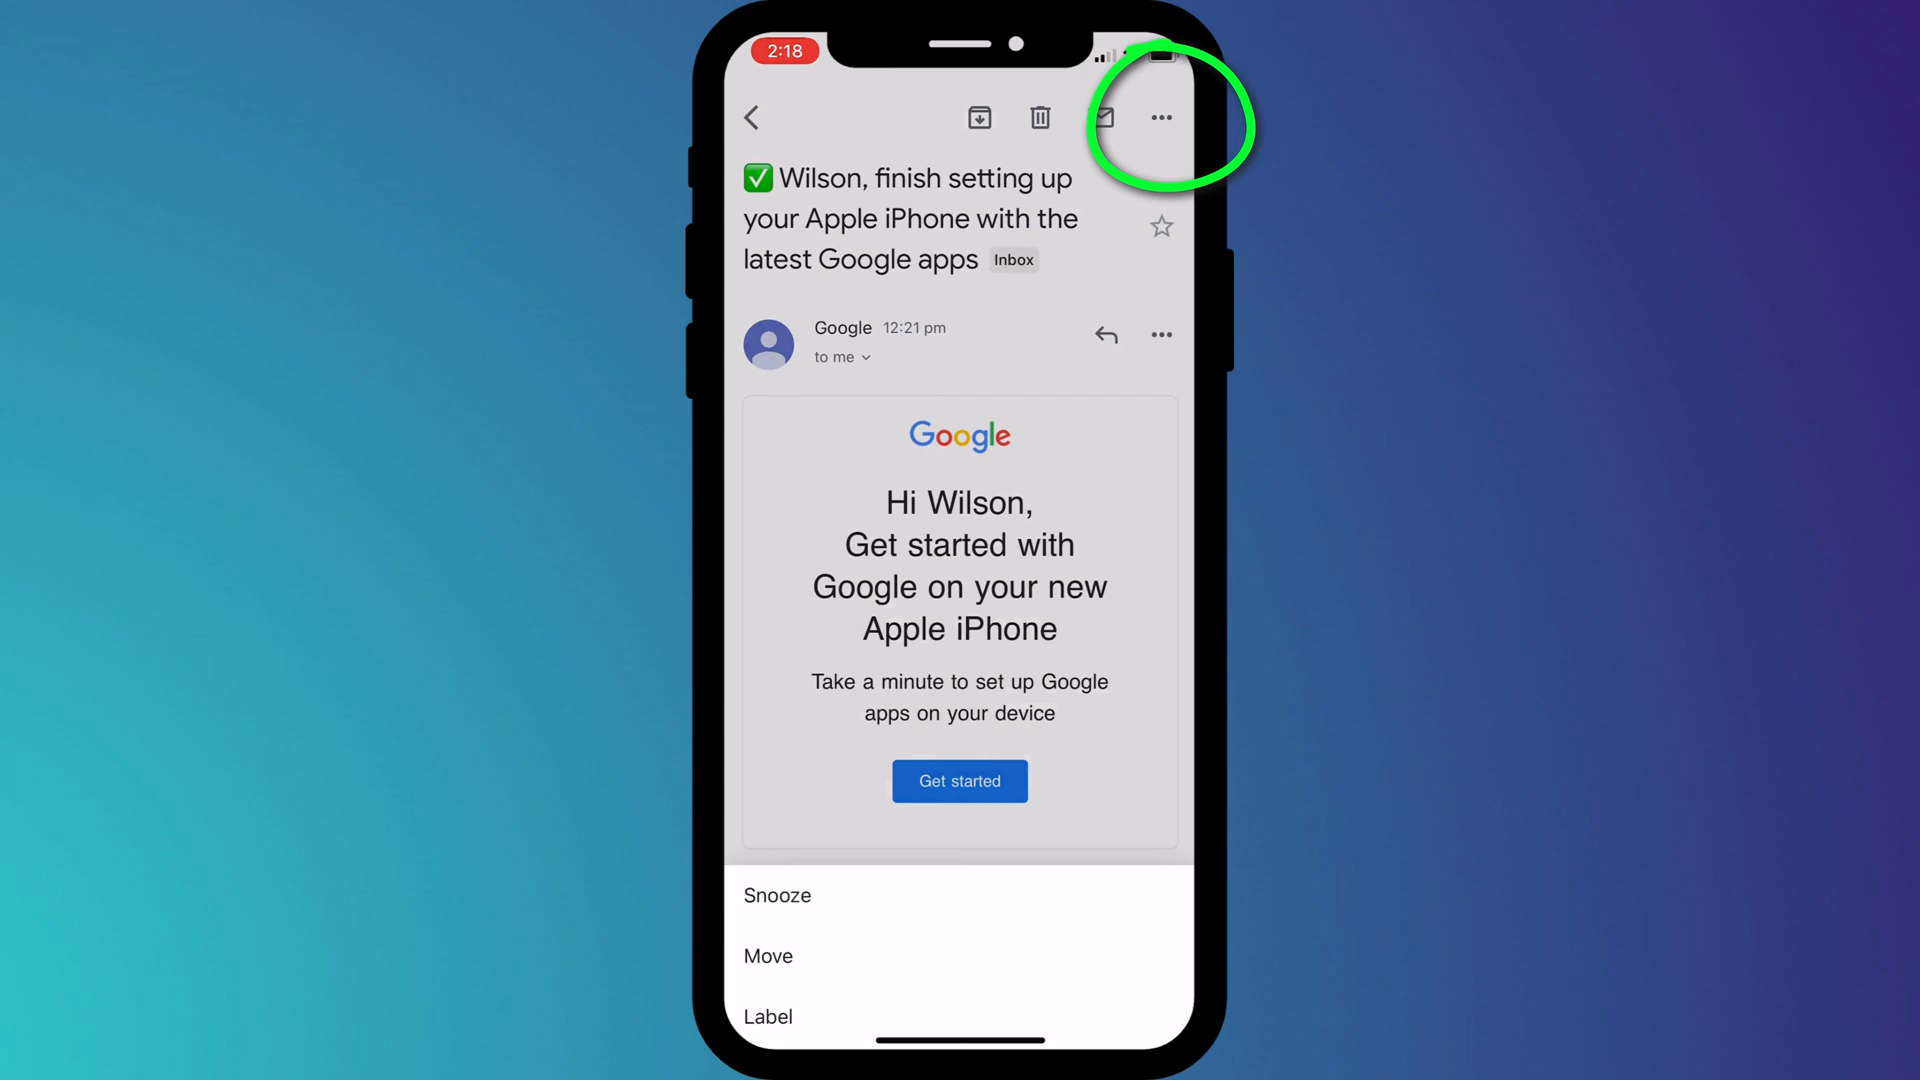 2:18
✅ Wilson, finish setting up
your Apple iPhone with the
latest Google apps Inbox
Google 12:21 pm
to me
Google
Hi Wilson,
Get started with
Google on your new
Apple iPhone
Take a minute to set up Google
apps on your device
Get started
Snooze
Move
Label